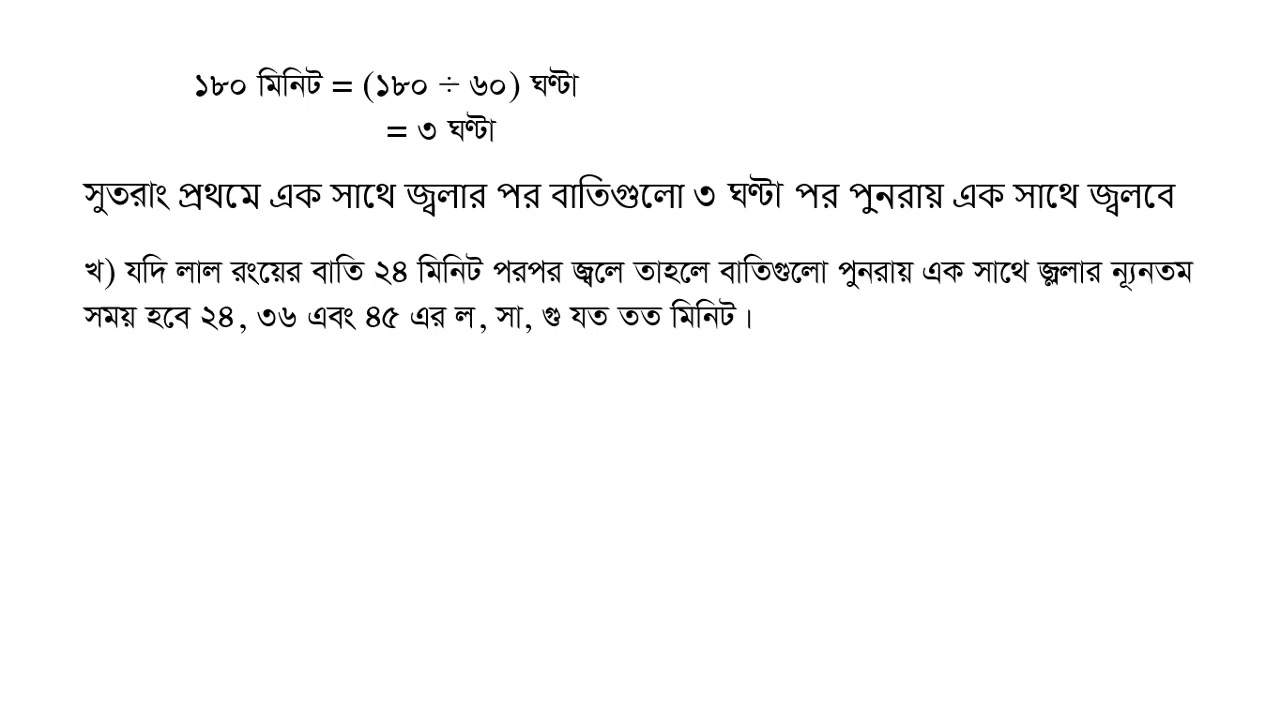 ১৮০ মিনিট = (১৮০ ÷ ৬০) ঘণ্টা
= ৩ ঘণ্টা
সুতরাং প্রথমে এক সাথে জ্বলার পর বাতিগুলো ৩ ঘণ্টা পর পুনরায় এক সাথে জ্বলবে
খ) যদি লাল রংয়ের বাতি ২৪ মিনিট পরপর জ্বলে তাহলে বাতিগুলো পুনরায় এক সাথে জ্বলার ন্যূনতম
সময় হবে ২৪, ৩৬ এবং ৪৫ এর ল, সা, গু যত তত মিনিট।